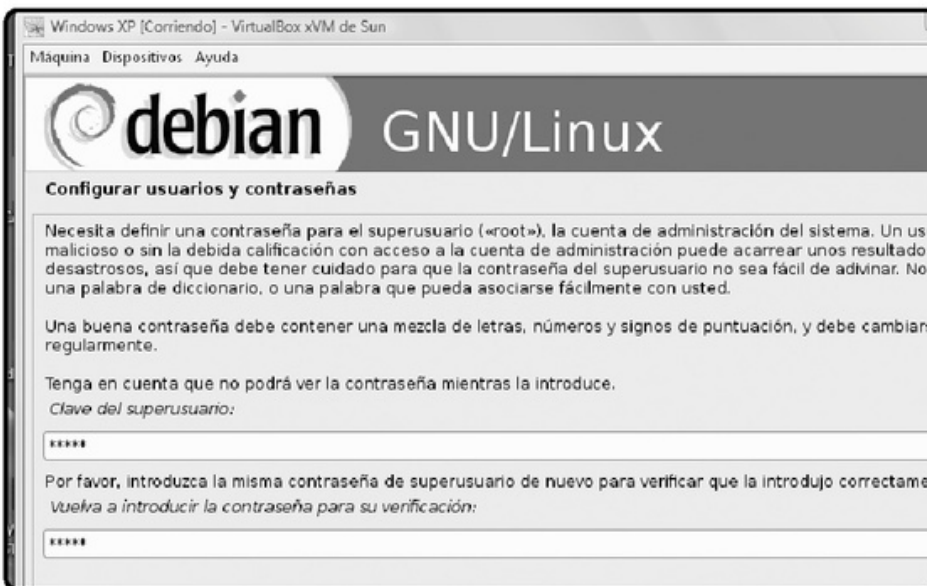 Windows XP [Corriendo] - VirtualBox xVM de Sun
Máquina Dispositivos Ayuda
debian GNU/Linux
Configurar usuarios y contraseñas
Necesita definir una contraseña para el superusuario («root»), la cuenta de administración del sistema. Un us
malicioso o sin la debida calificación con acceso a la cuenta de administración puede acarrear unos resultado
desastrosos, así que debe tener cuidado para que la contraseña del superusuario no sea fácil de adivinar. No
una palabra de diccionario, o una palabra que pueda asociarse fácilmente con usted.
Una buena contraseña debe contener una mezcla de letras, números y signos de puntuación, y debe cambiars
regularmente.
Tenga en cuenta que no podrá ver la contraseña mientras la introduce.
Clave del superusuario:
*****
Por favor, introduzca la misma contraseña de superusuario de nuevo para verificar que la introdujo correctame
Vuelva a introducir la contraseña para su verificación:
*****